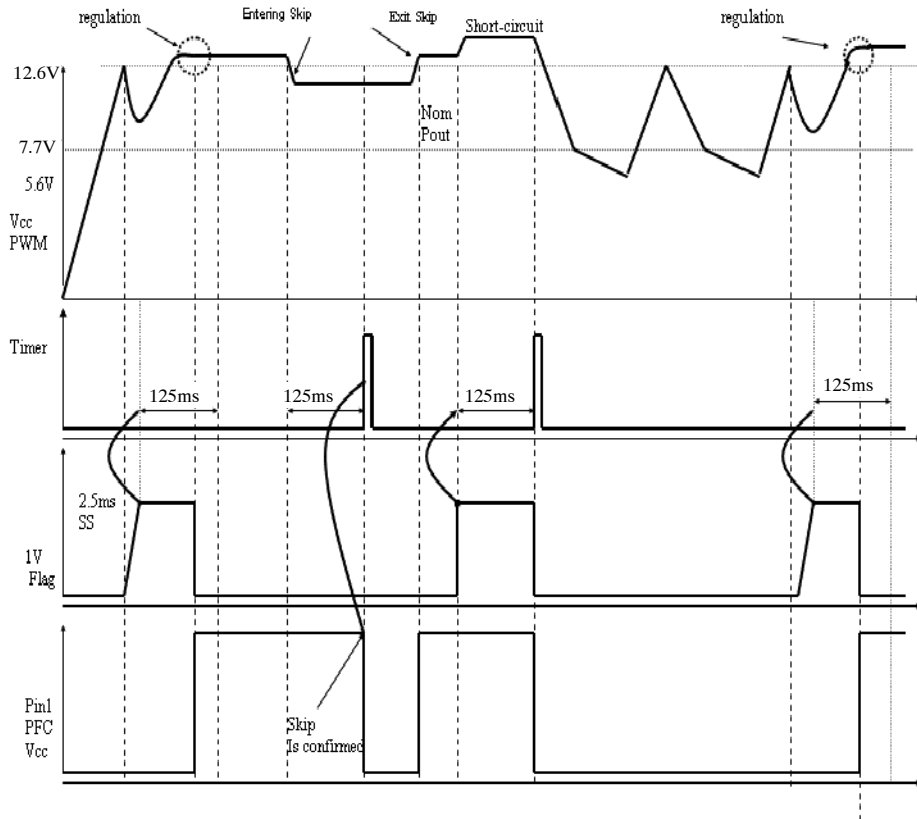 regulation
Entering Skip
Exit Skip
Short-circuit
regulation
12.6V
Nom
Pout
7.7V
5.6V
Vcc
PWM
Timer
125ms
125ms
125ms
125ms
2.5ms
SS
1V
Flag
Pin1
PFC
Vcc
Skip
Is confirmed